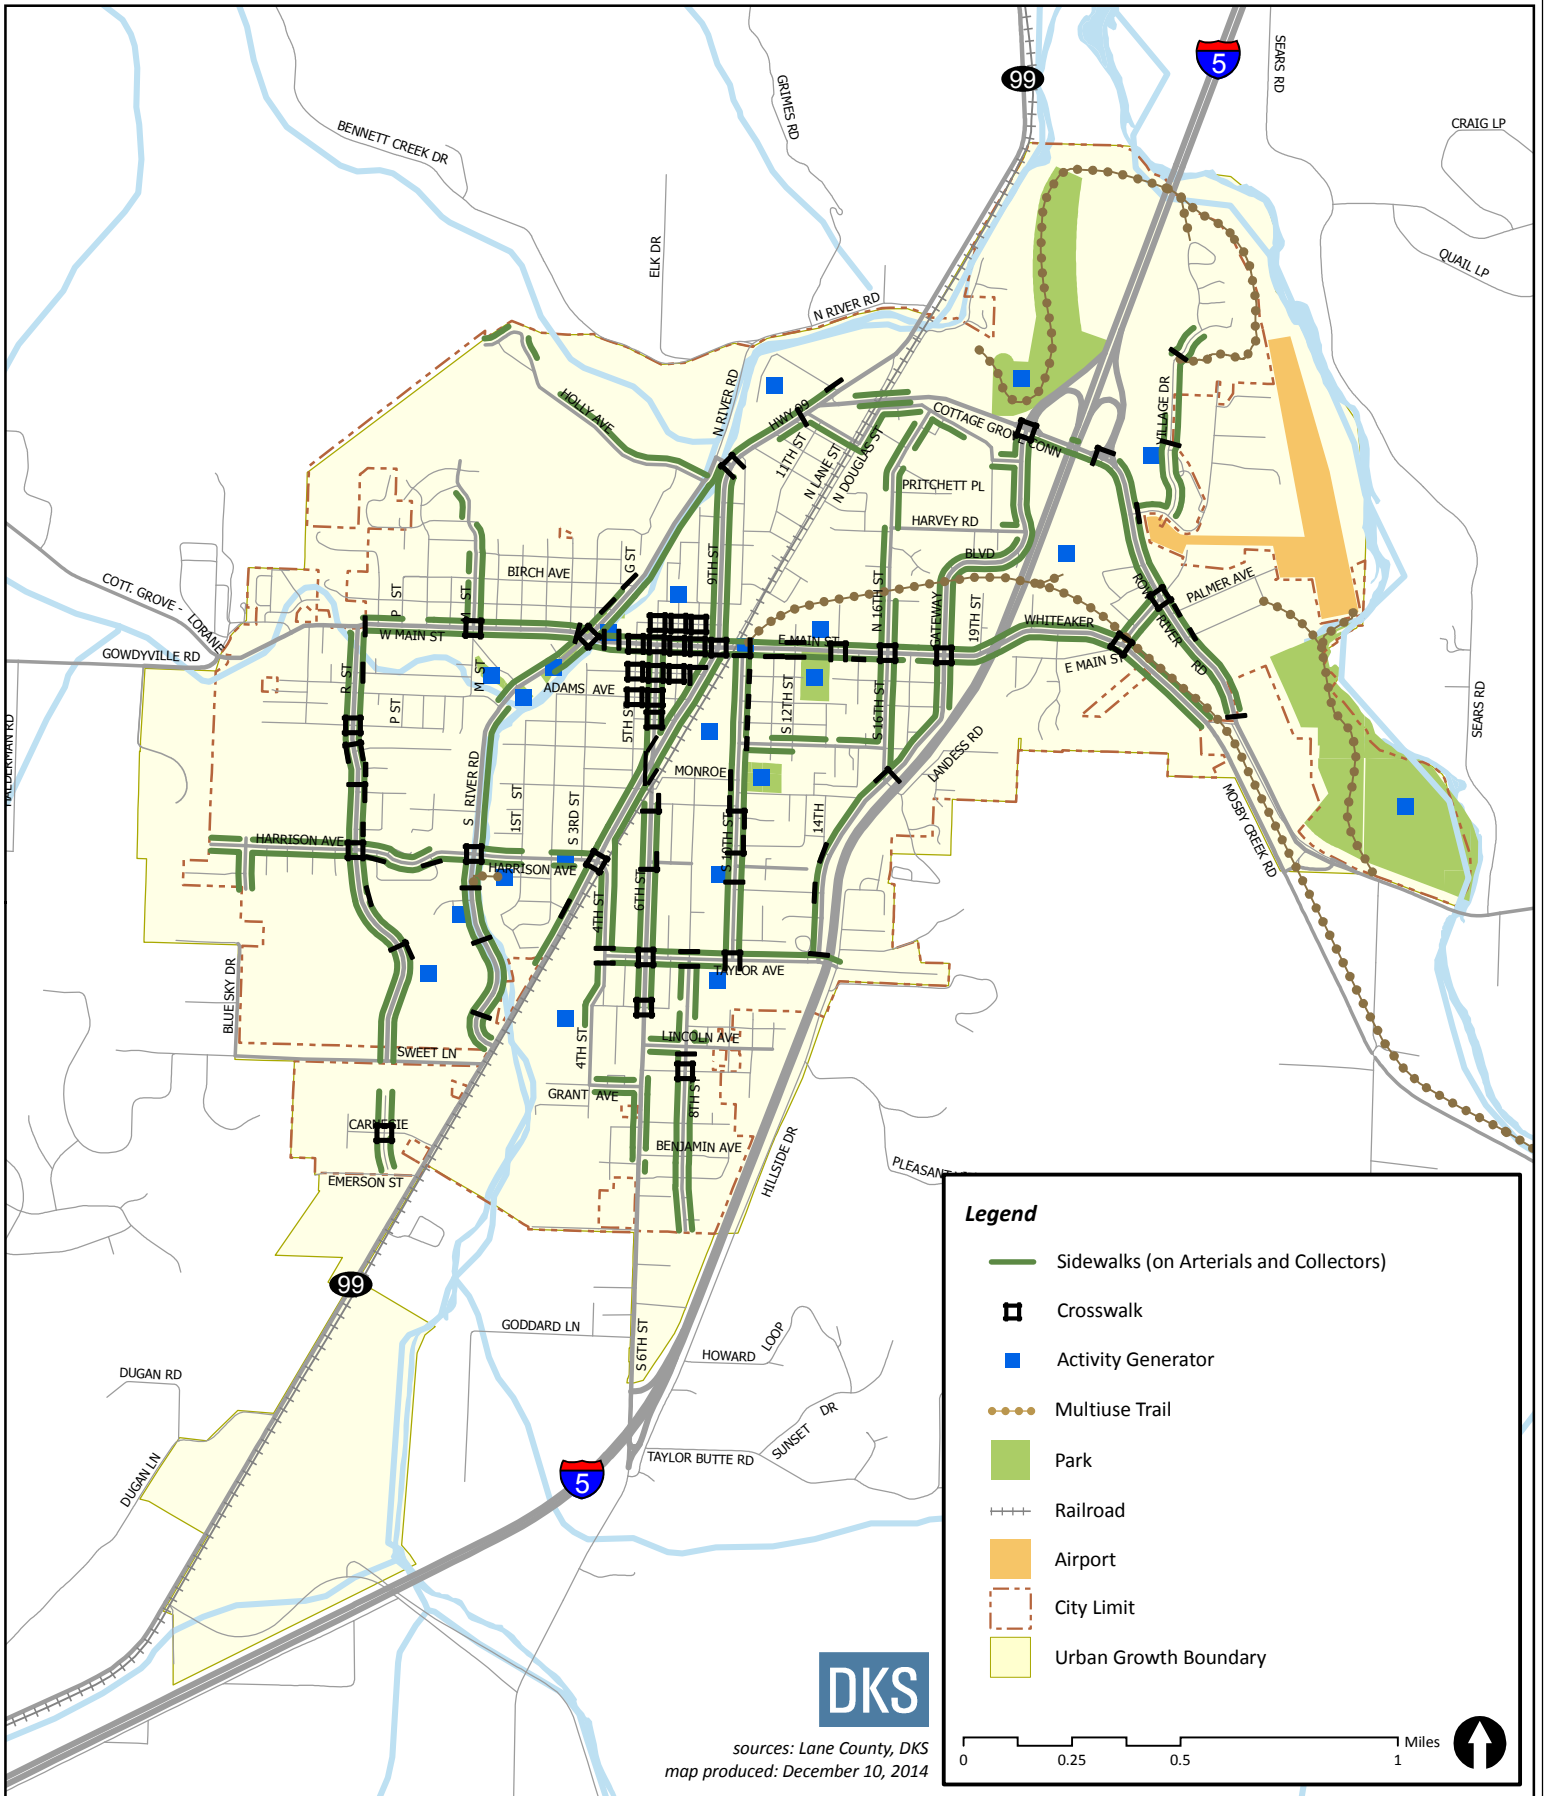 99
5
SEARS RD
CRAIG LP
GRIMES RD
BENNETT CREEK DR
QUAIL LP
ELK DR
N RIVER RD
N RIVER RD
HOLLY AVE
HWY 99
COTTAGE GROVE CONN
VILLAGE DR
11TH ST
N LANE ST
N DOUGLAS ST
PRITCHETT PL
HARVEY RD
BLVD
9TH ST
G ST
BIRCH AVE
COTT. GROVE - LORANE
P ST
M ST
W MAIN ST
N 16TH ST
GATEWAY
19TH ST
WHITEAKER
ROW RIVER RD
PALMER AVE
E MAIN ST
E MAIN ST
GOWDYVILLE RD
R ST
M ST
P ST
ADAMS AVE
5TH S
S 12TH ST
S 16TH ST
SEARS RD
LANDESS RD
S RIVER RD
MONROE
1ST ST
S 3RD ST
14TH
MOSBY CREEK RD
HARRISON AVE
HARRISON AVE
S 10TH ST
4TH ST
6TH ST
TAYLOR AVE
BLUE SKY DR
SWEET LN
4TH ST
LINCOLN AVE
GRANT AVE
8TH ST
CARNEGIE
BENJAMIN AVE
HILLSIDE DR
EMERSON ST
99
GODDARD LN
S 6TH ST
HOWARD LOOP
DUGAN RD
DUGAN LN
SUNSET DR
TAYLOR BUTTE RD
5
Legend
Sidewalks (on Arterials and Collectors)
Crosswalk
Activity Generator
Multiuse Trail
Park
Railroad
Airport
City Limit
Urban Growth Boundary
Miles
0 0.25 0.5 1
DKS
sources: Lane County, DKS
map produced: December 10, 2014